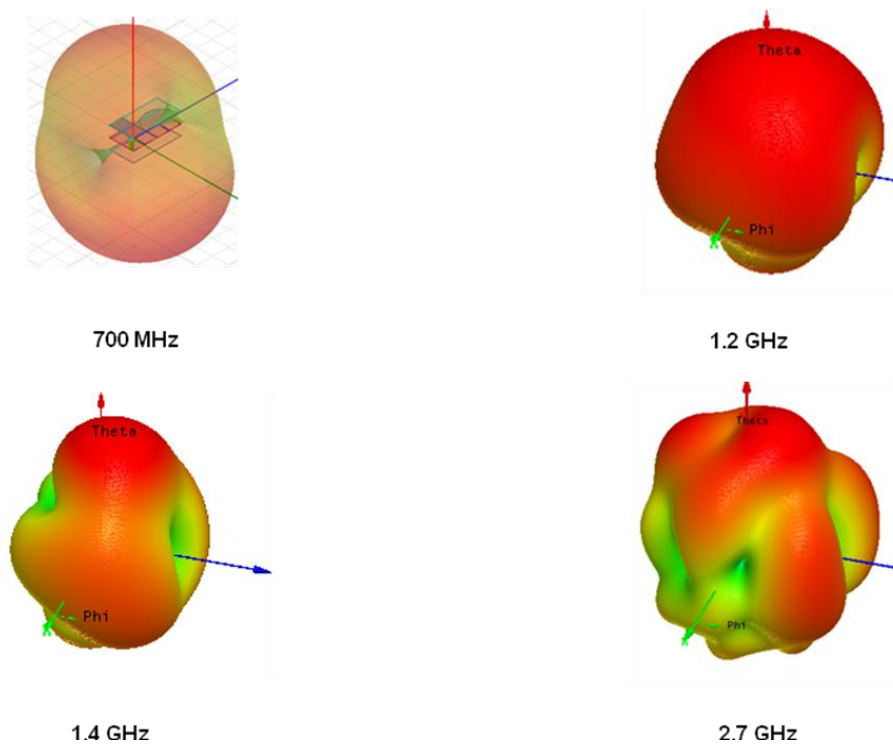 Theta
Phi
700 MHz
1.2 GHz
Theta
Phi
Theta
Phi
1.4 GHz
2.7 GHz